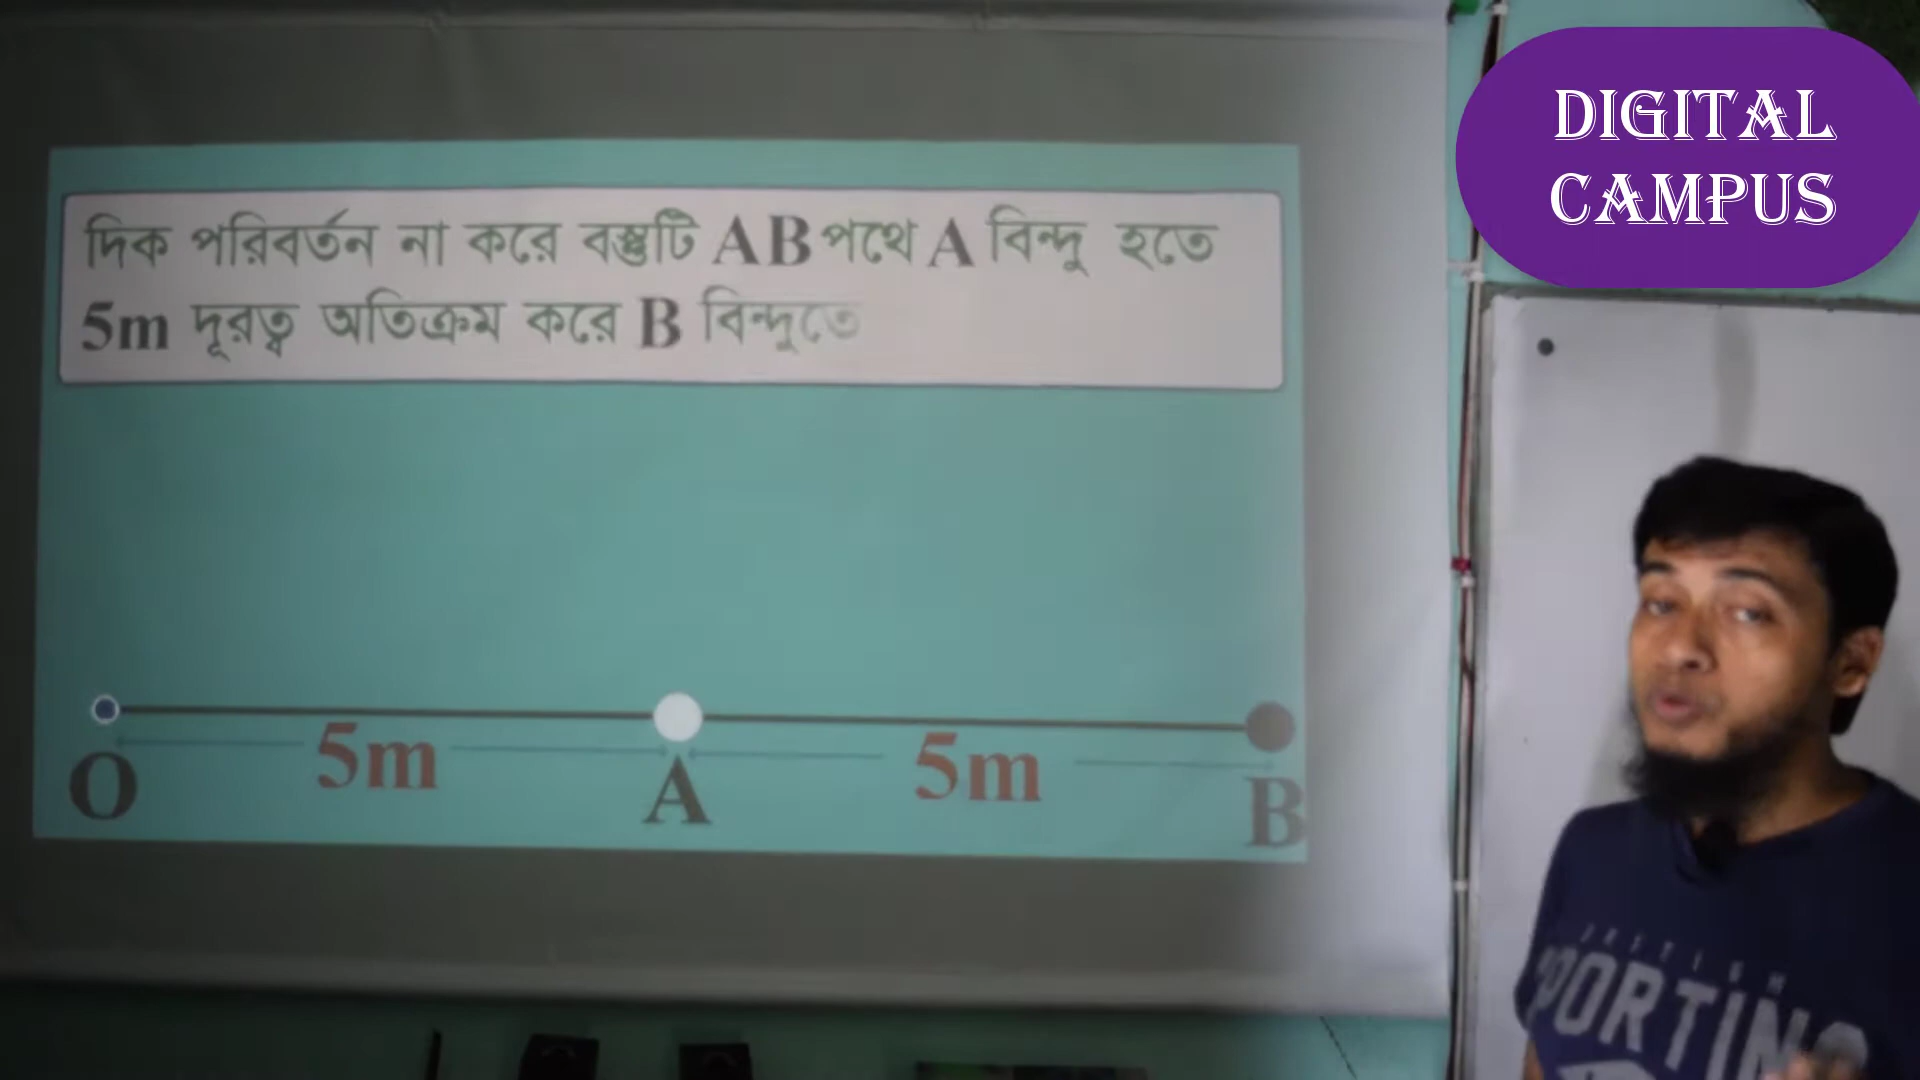 দিক পরিবর্তন না করে বস্তুটি AB পথে A বিন্দু হতে
5m দূরত্ব অতিক্রম করে B বিন্দুতে
5m
5m
O
A
B
DIGITAL
CAMPUS